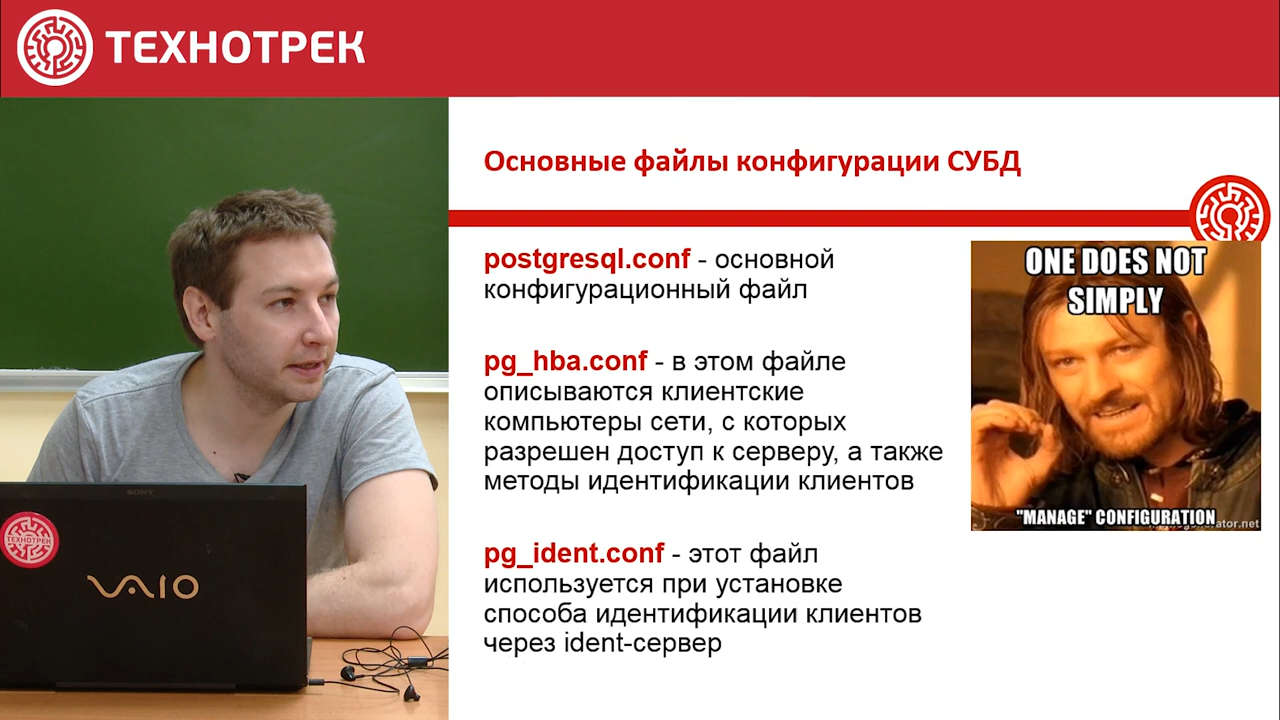 ТЕХНОТРЕК
Основные файлы конфигурации СУБД
postgresql.conf - основной
конфигурационный файл
pg_hba.conf - в этом файле
описываются клиентские
компьютеры сети, с которых
разрешен доступ к серверу, а также
методы идентификации клиентов
pg_ident.conf - этот файл
используется при установке
способа идентификации клиентов
через ident-сервер
ONE DOES NOT
SIMPLY
"MANAGE" CONFIGURATION
SONY
ТЕХНОТРЕК
VAIO